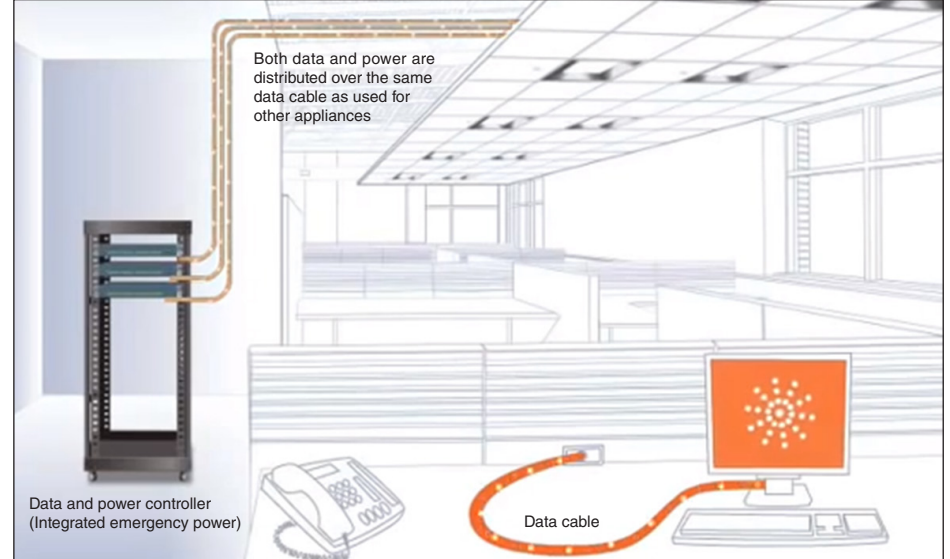 Both data and power are
distributed over the same
data cable as used for
other appliances
Data and power controller
(Integrated emergency power)
Data cable